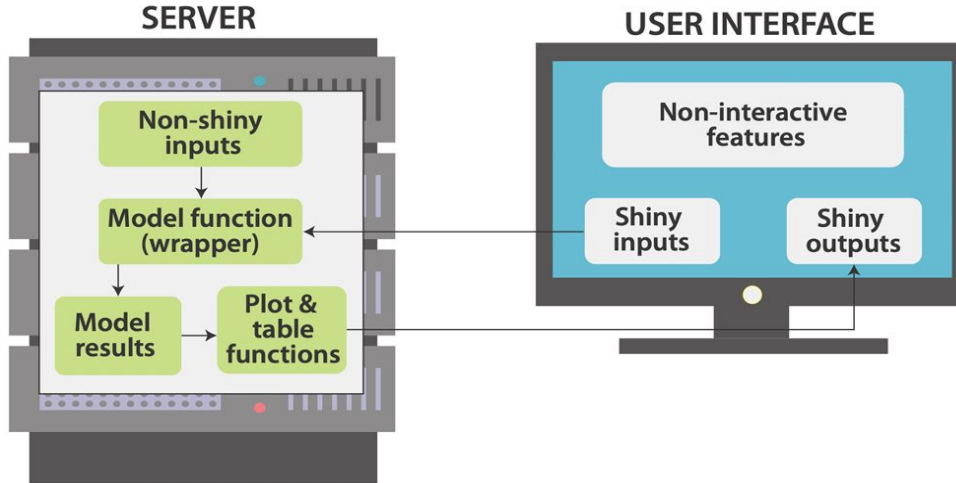 SERVER
Non-shiny
inputs
Model function
(wrapper)
Model
results
Plot &
table
functions
USER INTERFACE
Non-interactive
features
Shiny
inputs
Shiny
outputs